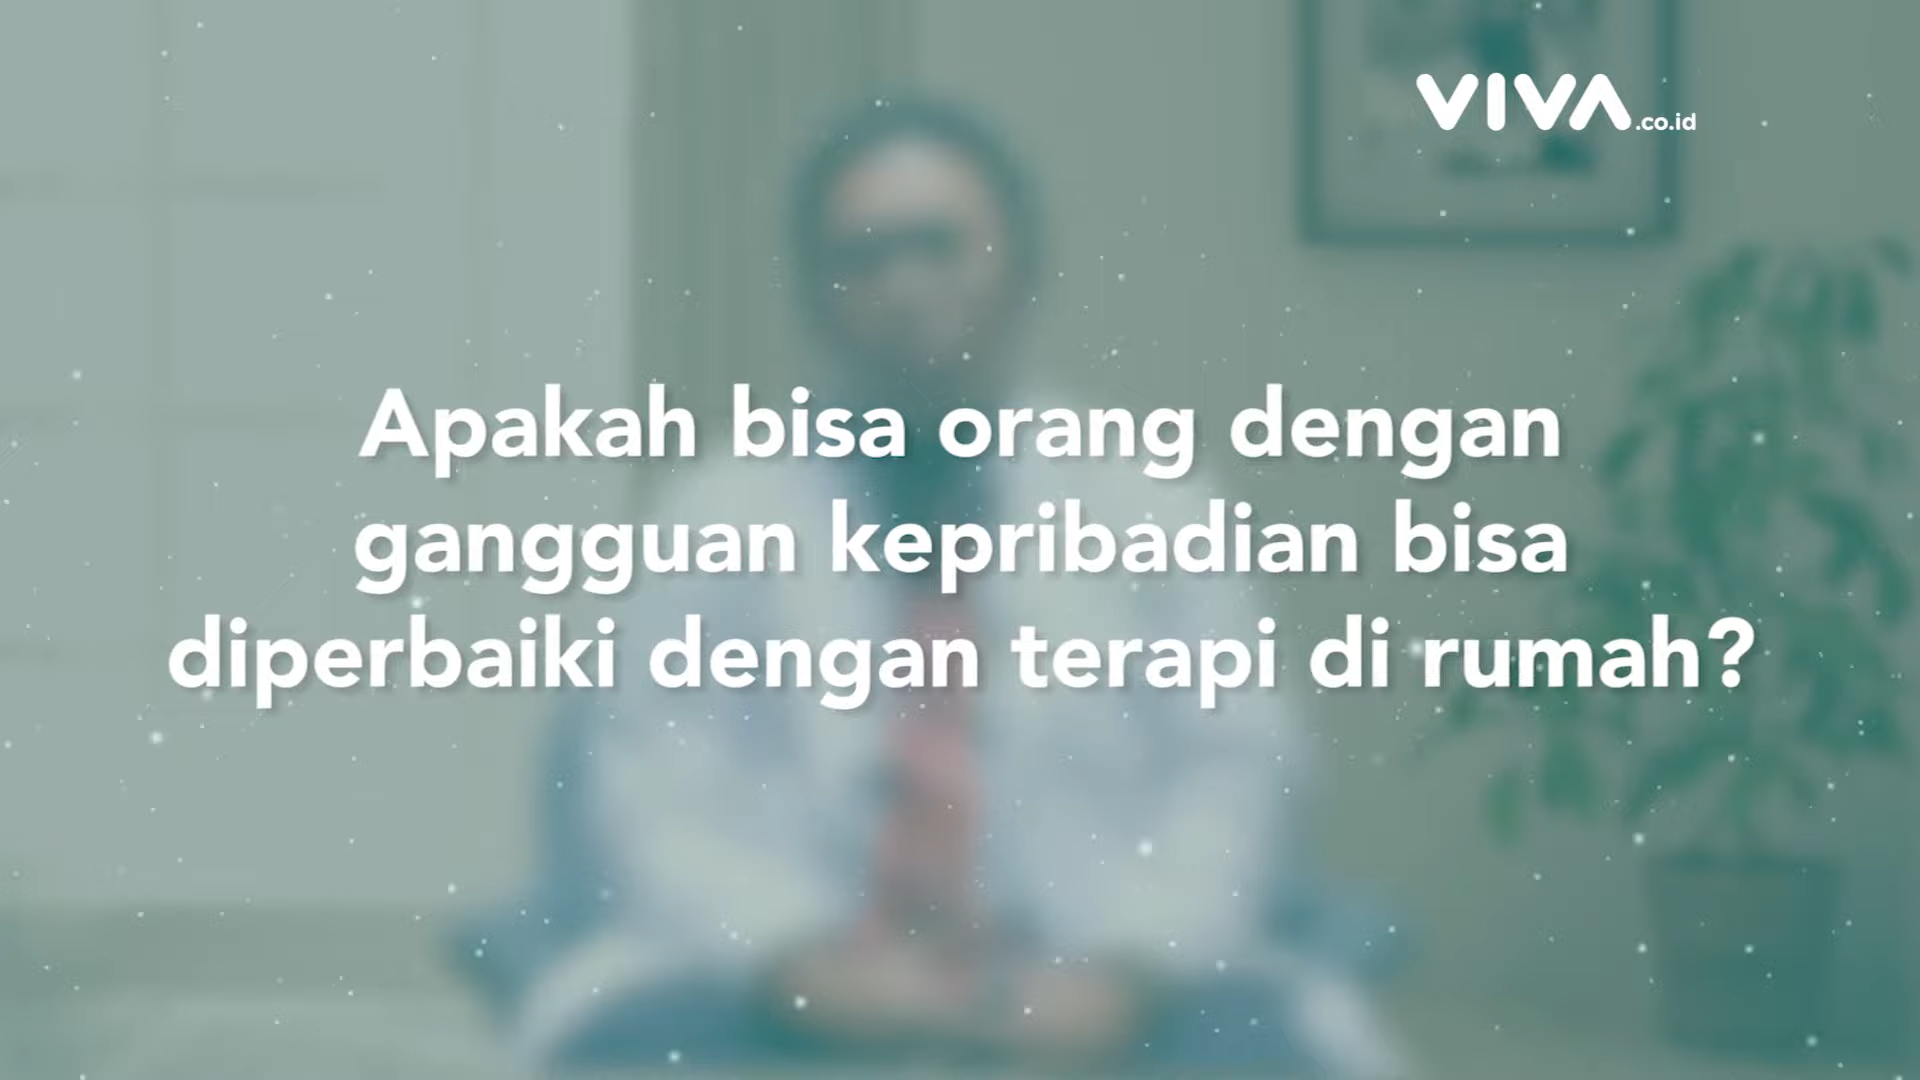 VIVA.co.id
Apakah bisa orang dengan
gangguan kepribadian bisa
diperbaiki dengan terapi di rumah?